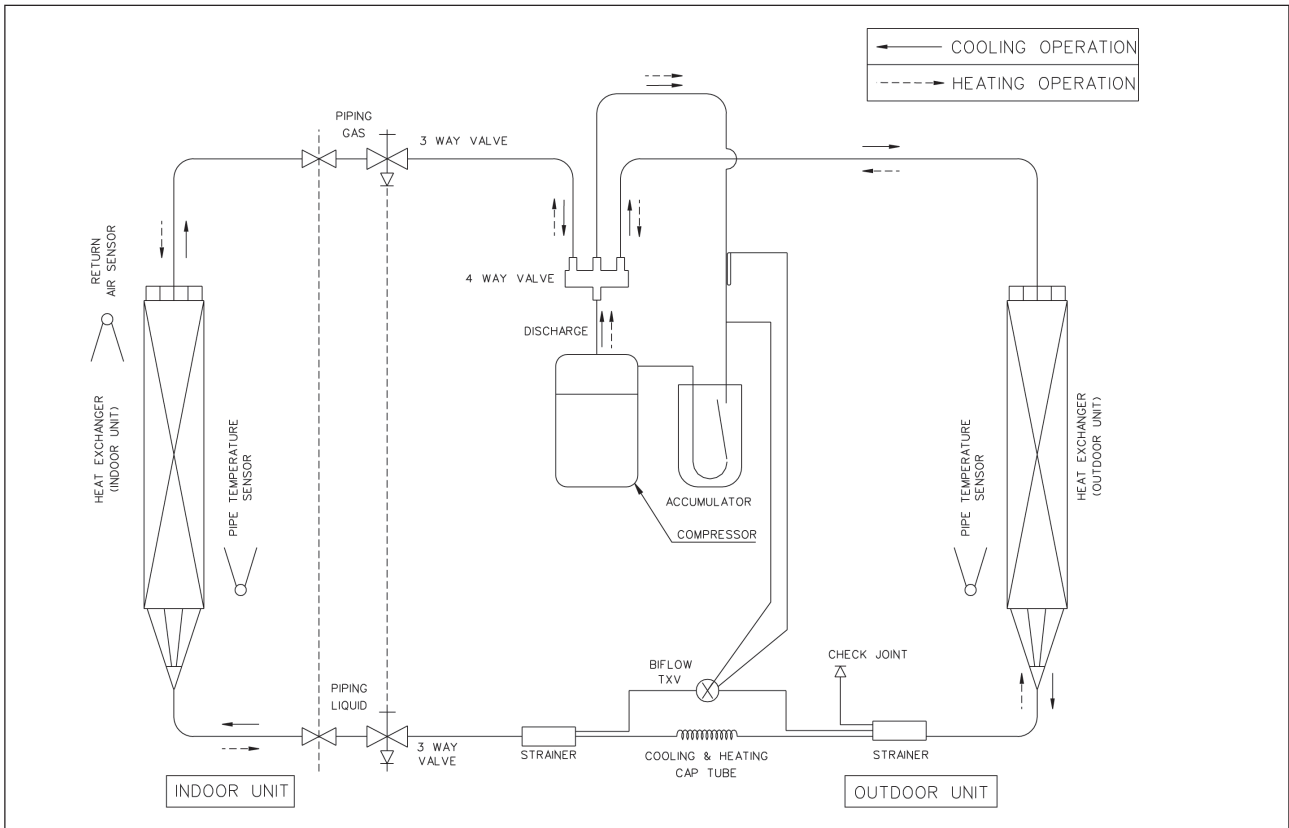 COOLING OPERATION
HEATING OPERATION
PIPING
GAS
3 WAY VALVE
RETURN
AIR SENSOR
4 WAY VALVE
DISCHARGE
HEAT EXCHANGER
(INDOOR UNIT)
PIPE TEMPERATURE
SENSOR
ACCUMULATOR
COMPRESSOR
PIPE TEMPERATURE
SENSOR
HEAT EXCHANGER
(OUTDOOR UNIT)
CHECK JOINT
BIFLOW
TXV
PIPING
LIQUID
3 WAY
VALVE
STRAINER
COOLING & HEATING
CAP TUBE
STRAINER
INDOOR UNIT
OUTDOOR UNIT